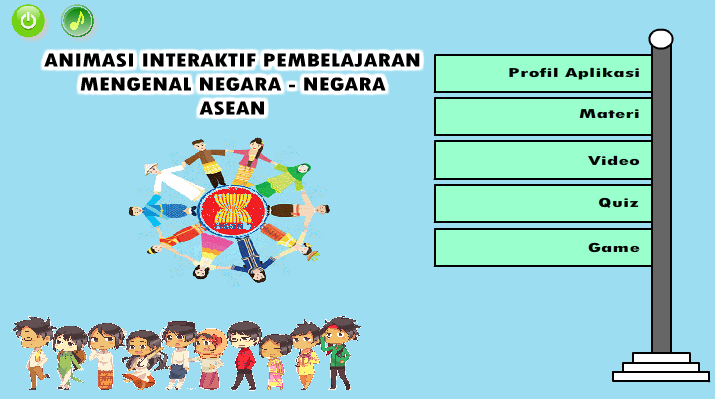 ANIMASI INTERAKTIF PEMBELAJARAN
MENGENAL NEGARA - NEGARA
ASEAN
Profil Aplikasi
Materi
Video
Quiz
Game